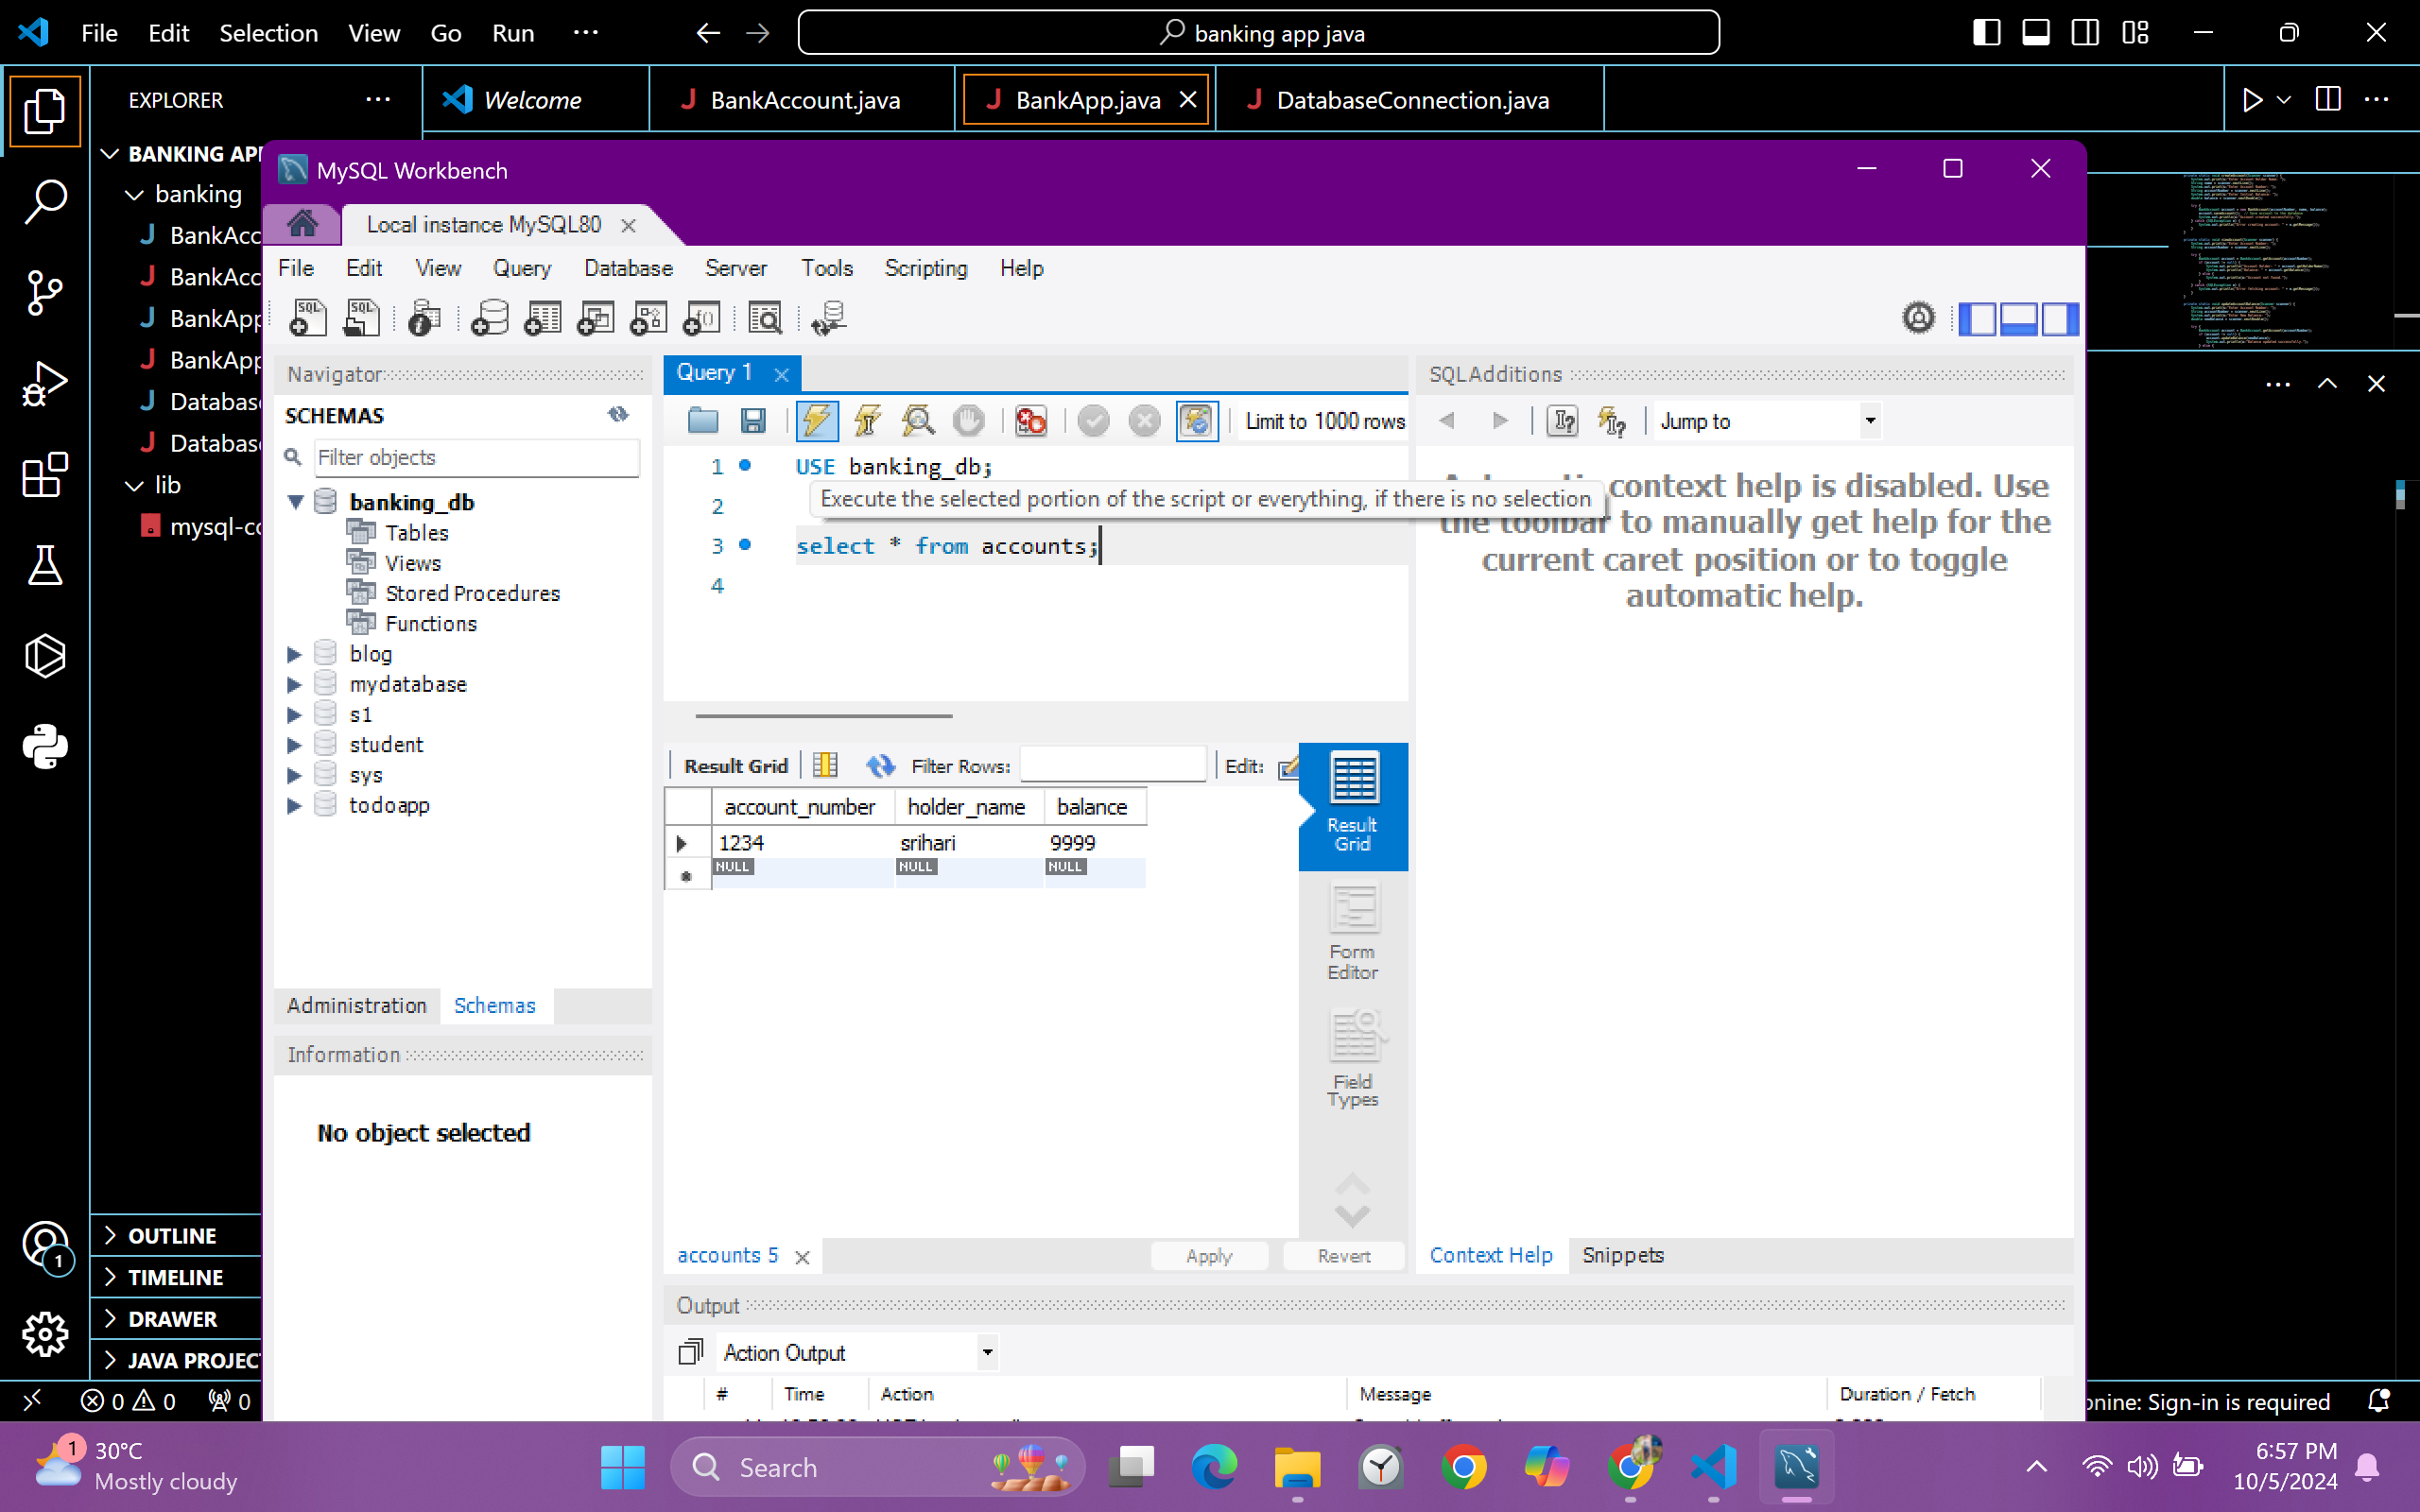 File Edit Selection View Go Run ···
banking app java
EXPLORER
Welcome
BankAccount.java
BankApp.java
DatabaseConnection.java
BANKING AP
banking
BankAcc
BankAcc
BankApp
BankApp
Databas
Databas
lib
mysql-co
OUTLINE
TIMELINE
DRAWER
JAVA PROJEC
MySQL Workbench
Local instance MySQL80
File Edit View Query Database Server Tools Scripting Help
Navigator
SCHEMAS
Filter objects
banking_db
Tables
Views
Stored Procedures
Functions
blog
mydatabase
s1
student
sys
todoapp
Administration Schemas
Information
No object selected
Query 1
Limit to 1000 rows
1 USE banking_db;
2
Execute the selected portion of the script or everything, if there is no selection
3 select * from accounts;
4
Result Grid Filter Rows: Edit:
account_number holder_name balance
1234 srihari 9999
NULL NULL NULL
Result Grid
Form Editor
Field Types
accounts 5
Apply Revert
SQLAdditions
Jump to
context help is disabled. Use
the toolbar to manually get help for the
current caret position or to toggle
automatic help.
Context Help Snippets
Output
Action Output
# Time Action Message Duration / Fetch
0 0 0
Sign-in is required
1
1
30°C
Mostly cloudy
Search
6:57 PM
10/5/2024